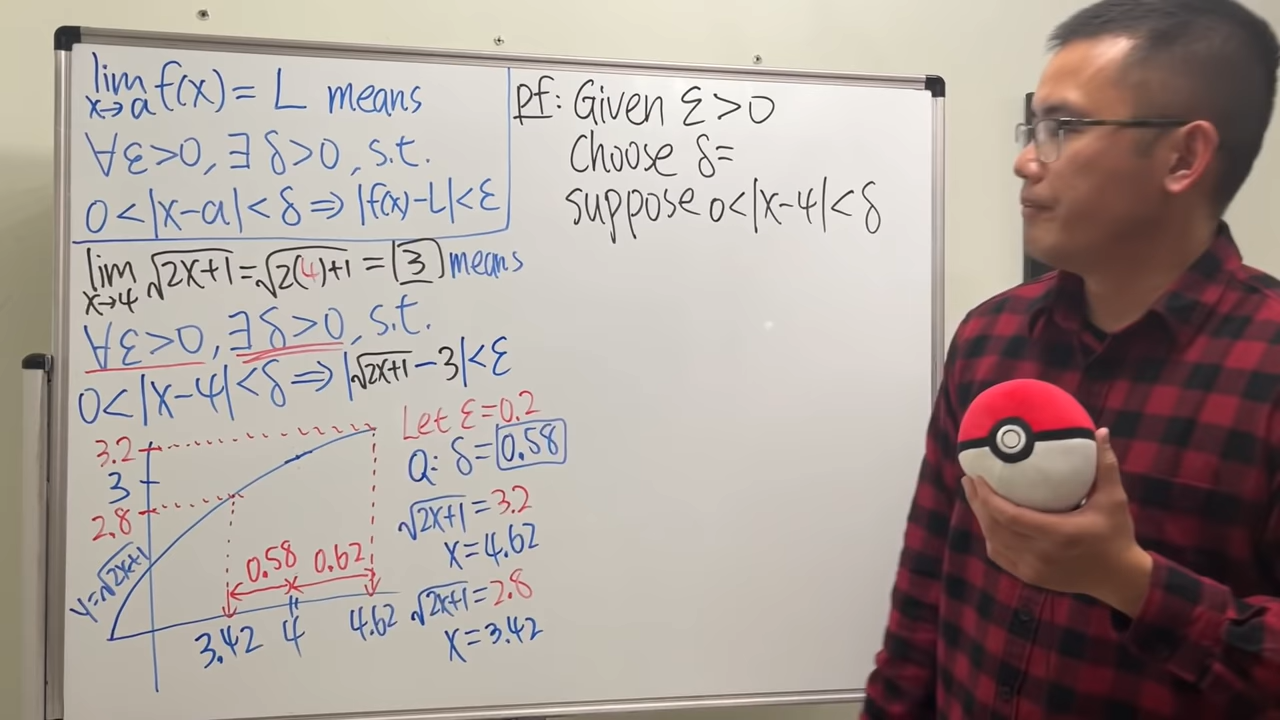 lim x→a f(x) = L means
∀ε>0, ∃ δ>0, s.t.
0<|x-a|<δ ⇒ |f(x)-L|<ε
lim x→4 √2x+1 = √2(4)+1 = 3 means
∀ε>0, ∃ δ>0, s.t.
0<|x-4|<δ ⇒ |√2x+1 - 3|<ε
3.2
3
2.8
y=√2x+1
0.58 0.62
3.42 4 4.62
Let ε=0.2
Q: δ=0.58
√2x+1=3.2
x=4.62
√2x+1=2.8
x=3.42
pf: Given ε>0
Choose δ=
suppose 0<|x-4|<δ